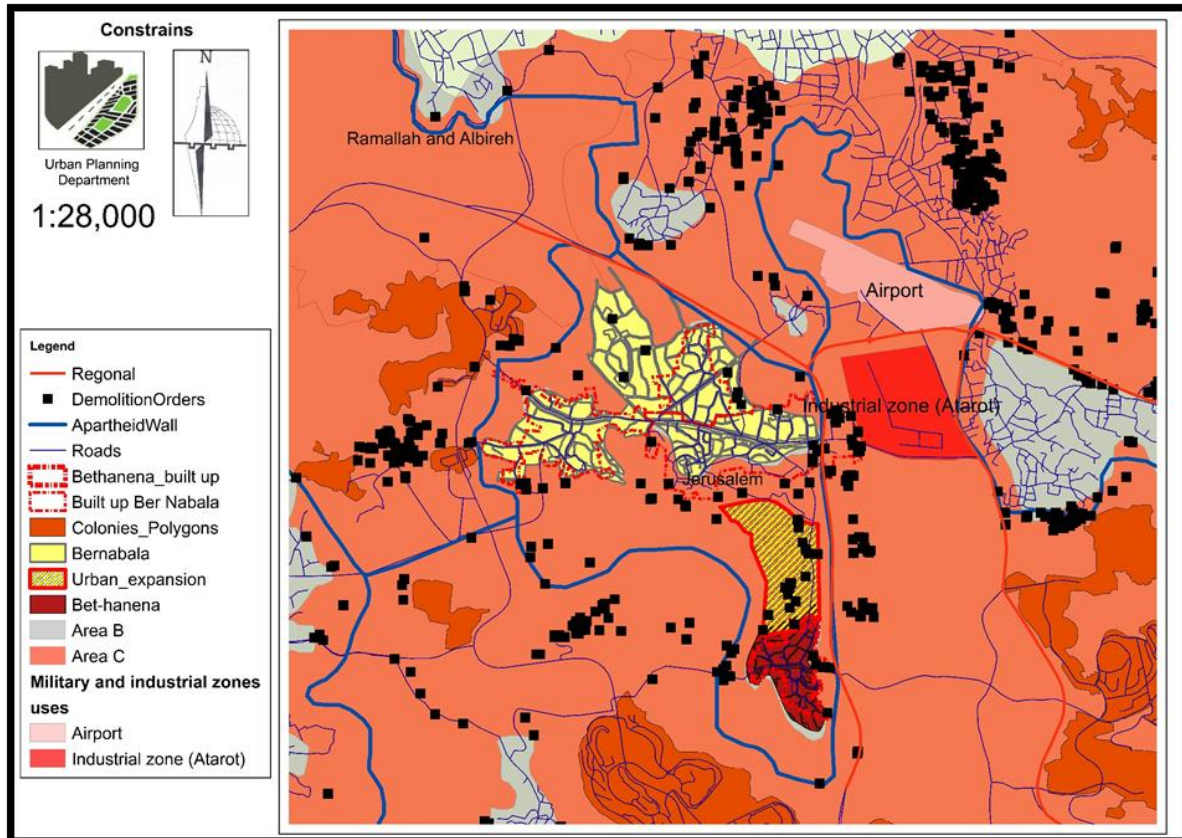 Constrains
N
Urban Planning
Department
1:28,000
Legend
Regonal
DemolitionOrders
ApartheidWall
Roads
Bethanena_built up
Built up Ber Nabala
Colonies_Polygons
Bernabala
Urban_expansion
Bet-hanena
Area B
Area C
Military and industrial zones
uses
Airport
Industrial zone (Atarot)
Ramallah and Albireh
Airport
Industrial zone (Atarot)
Jerusalem